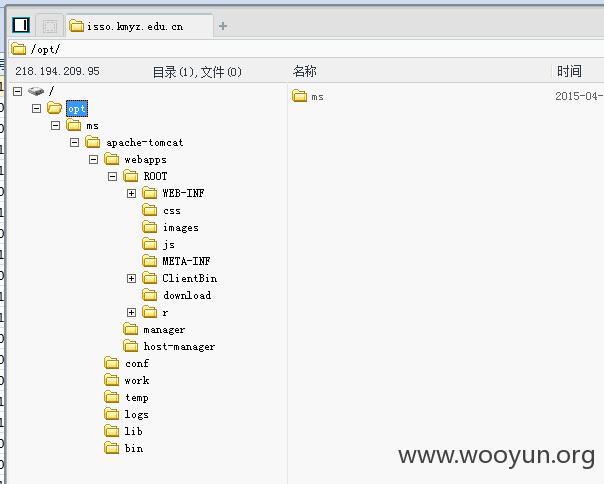 isso.kmyz.edu.cn
/opt/
218.194.209.95 目录(1),文件(0) 名称 时间
/ ms 2015-04-
opt
ms
apache-tomcat
webapps
ROOT
WEB-INF
css
images
js
META-INF
ClientBin
download
r
manager
host-manager
conf
work
temp
logs
lib
bin
www.wooyun.org